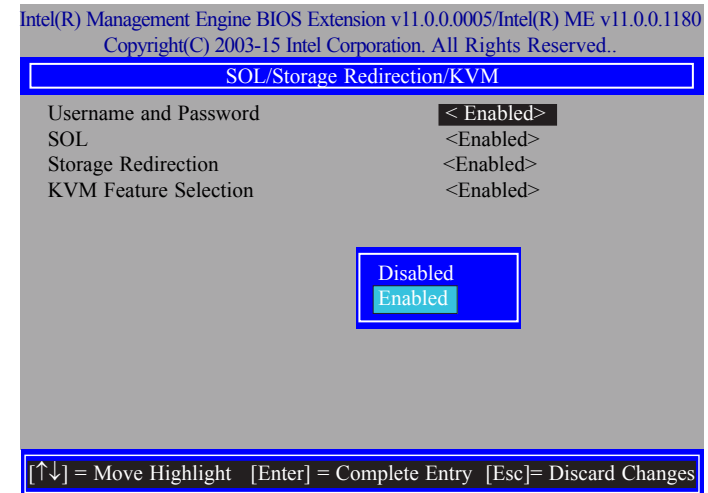 Intel(R) Management Engine BIOS Extension v11.0.0.0005/Intel(R) ME v11.0.0.1180
Copyright(C) 2003-15 Intel Corporation. All Rights Reserved..
SOL/Storage Redirection/KVM
Username and Password < Enabled>
SOL <Enabled>
Storage Redirection <Enabled>
KVM Feature Selection <Enabled>
Disabled
Enabled
[↑↓] = Move Highlight [Enter] = Complete Entry [Esc]= Discard Changes